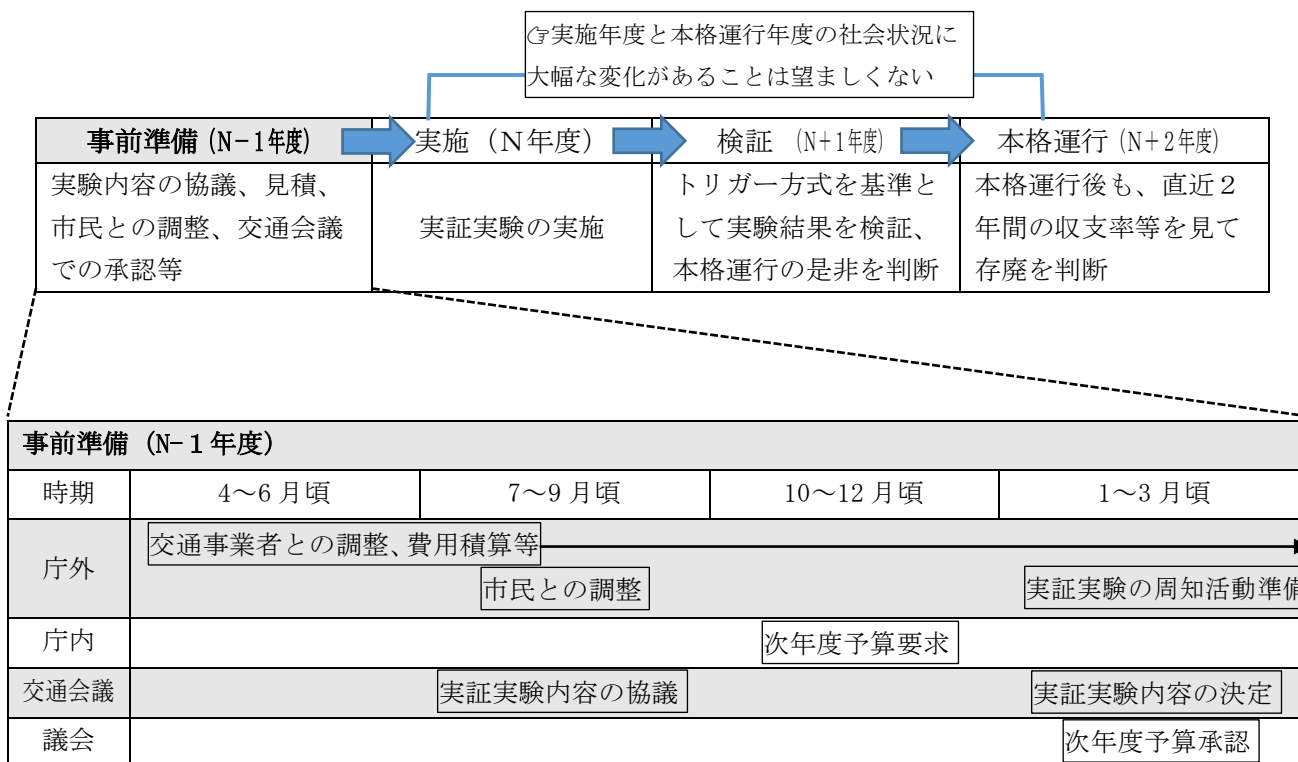 ☞実施年度と本格運行年度の社会状況に
大幅な変化があることは望ましくない
事前準備(N-1年度)
実施(N年度)
検証 (N+1年度)
本格運行(N+2年度)
実験内容の協議、見積、
市民との調整、交通会議
での承認等
実証実験の実施
トリガー方式を基準と
して実験結果を検証、
本格運行の是非を判断
本格運行後も、直近2
年間の収支率等を見て
存廃を判断
事前準備 (N-1年度)
時期
4~6月頃
7~9月頃
10~12月頃
1~3月頃
庁外
交通事業者との調整、費用積算等
市民との調整
実証実験の周知活動準備
庁内
次年度予算要求
交通会議
実証実験内容の協議
実証実験内容の決定
議会
次年度予算承認